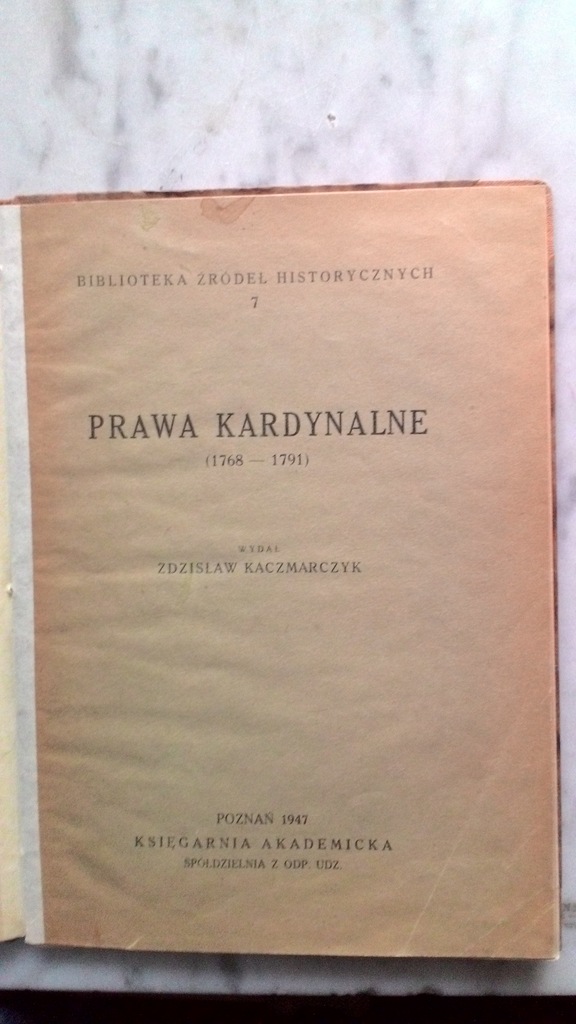 BIBLIOTEKA ŹRÓDEŁ HISTORYCZNYCH
7
PRAWA KARDYNALNE
(1768 — 1791)
WYDAŁ
ZDZISŁAW KACZMARCZYK
POZNAŃ 1947
KSIĘGARNIA AKADEMICKA
SPÓŁDZIELNIA Z ODP. UDZ.